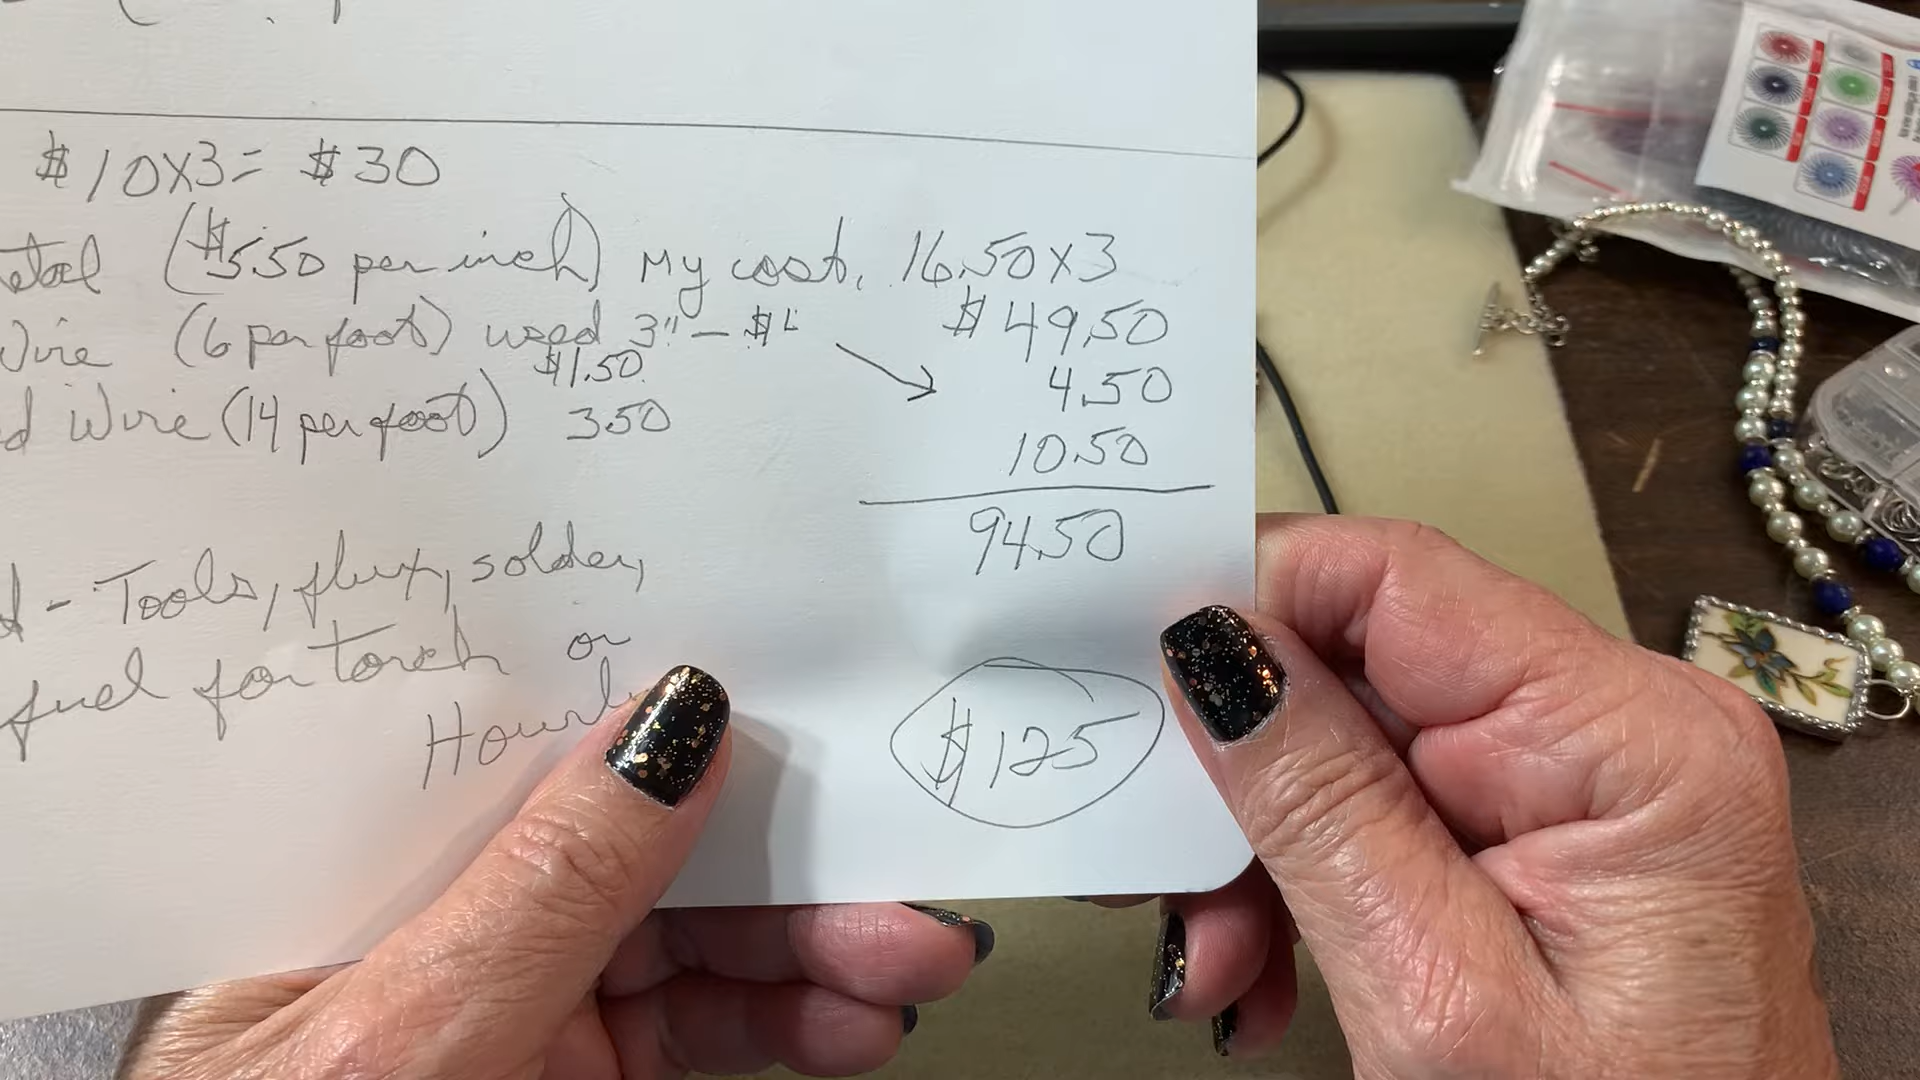 $10x3= $30
etal ($5.50 per inch) My cost. 16.50x3
$49.50
Wire (6 per foot) used 3" - $
$1.50
4.50
d Wire (14 per foot) 3.50
10.50
94.50
d - Tools, flux, solder,
fuel for torch or
Hourl
$125